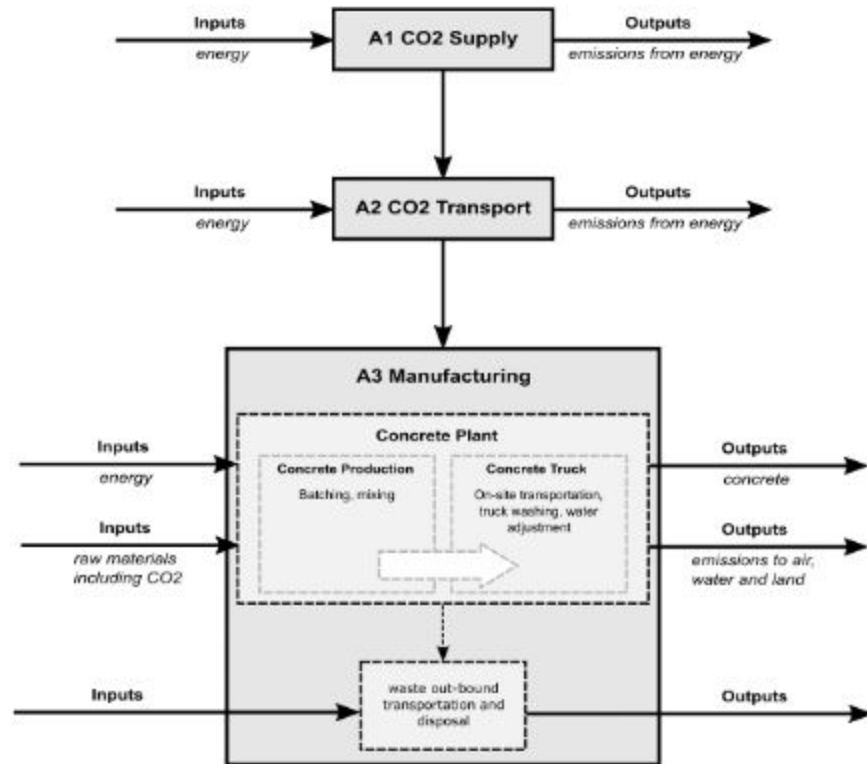 Inputs
energy
A1 CO2 Supply
Outputs
emissions from energy
Inputs
energy
A2 CO2 Transport
Outputs
emissions from energy
A3 Manufacturing
Concrete Plant
Inputs
energy
Inputs
raw materials
including CO2
Concrete Production
Batching, mixing
Concrete Truck
On-site transportation,
truck washing, water
adjustment
Outputs
concrete
Outputs
emissions to air,
water and land
Inputs
waste out-bound
transportation and
disposal
Outputs